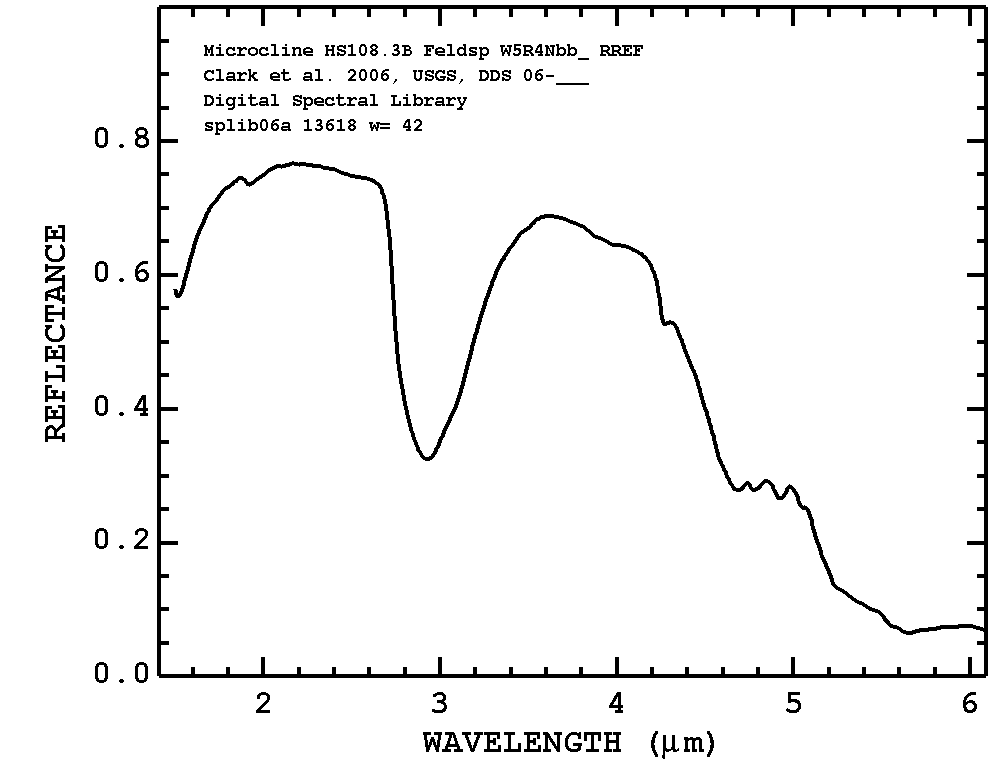 Microcline HS108.3B Feldsp W5R4Nbb_ RREF
Clark et al. 2006, USGS, DDS 06-___
Digital Spectral Library
splib06a 13618 w= 42
0.8
0.6
0.4
0.2
0.0
REFLECTANCE
2 3 4 5 6
WAVELENGTH (μm)